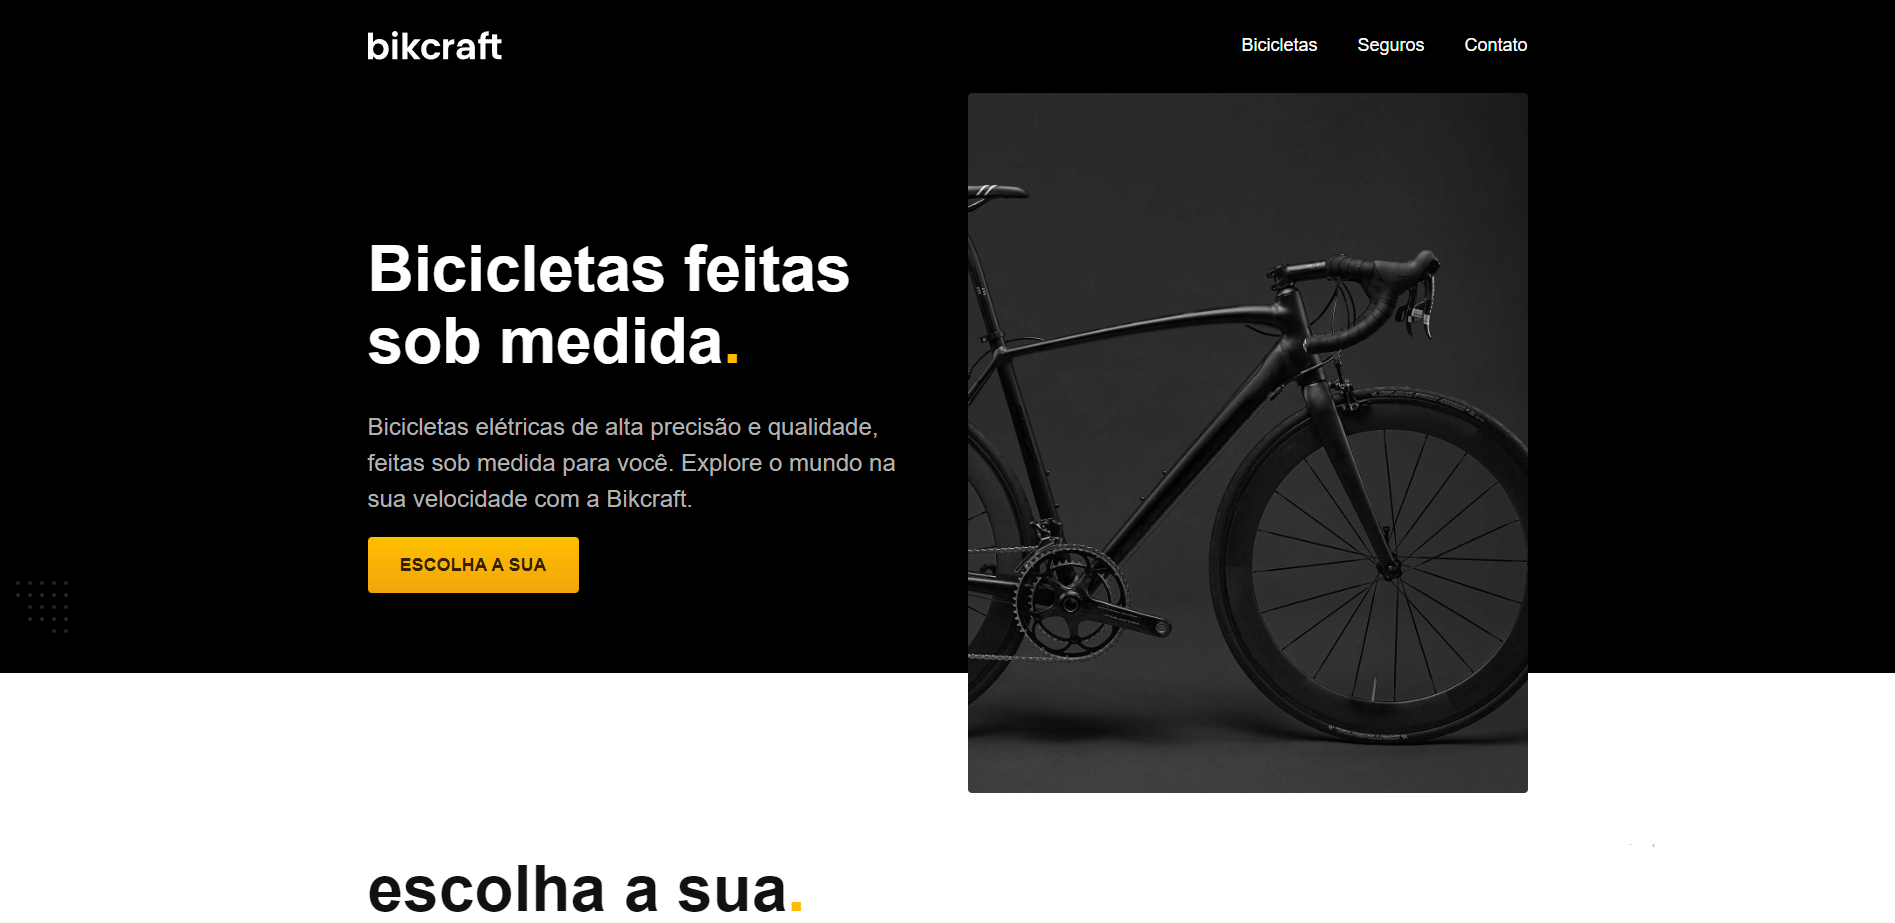 bikcraft
Bicicletas
Seguros
Contato
Bicicletas feitas
sob medida.
Bicicletas elétricas de alta precisão e qualidade,
feitas sob medida para você. Explore o mundo na
sua velocidade com a Bikcraft.
ESCOLHA A SUA
escolha a sua.